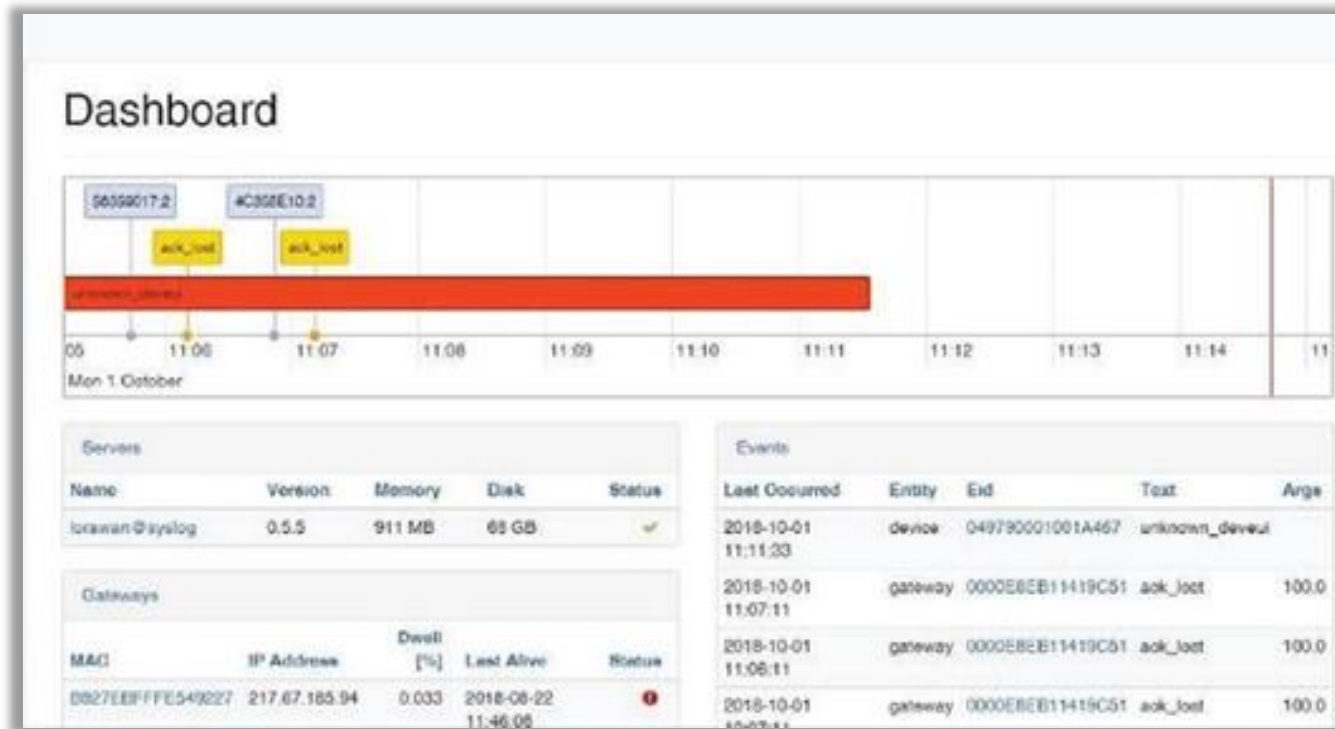 Dashboard
ack_lost ack_lost
05 11:06 11:07 11:08 11:09 11:10 11:11 11:12 11:13 11:14 11
Mon 1 October
Servers
Name Version Memory Disk Status
lorawan@syslog 0.5.5 911 MB 68 GB
Gateways
MAC IP Address Dwell [%] Last Alive Status
217.67.185.94 0.033 2018-08-22
11:46:06
Events
Last Occurred Entity Eid Text Args
2018-10-01 device unknown_deveui
11:11:33
2018-10-01 gateway ack_lost 100.0
11:07:11
2018-10-01 gateway ack_lost 100.0
11:06:11
2018-10-01 gateway ack_lost 100.0